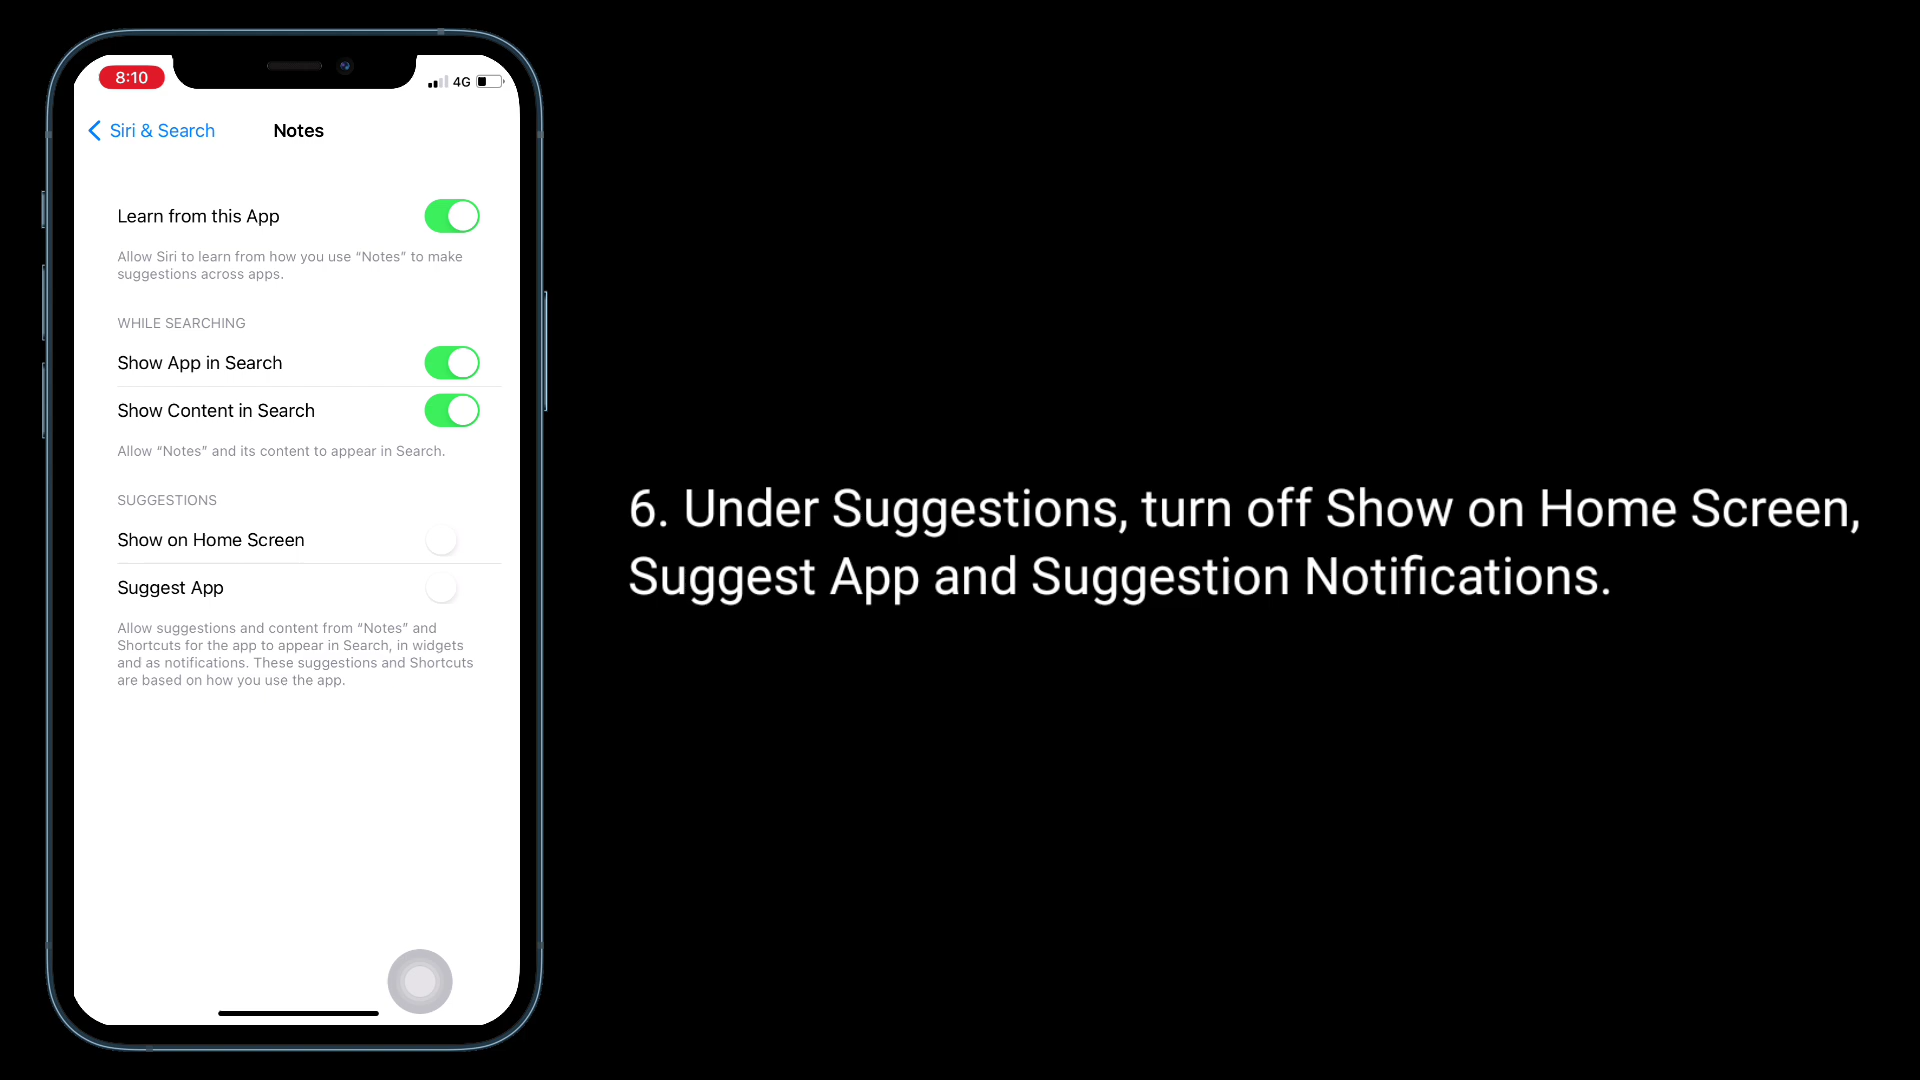 8:10
4G
Siri & Search
Notes
Learn from this App
Allow Siri to learn from how you use “Notes” to make
suggestions across apps.
WHILE SEARCHING
Show App in Search
Show Content in Search
Allow “Notes” and its content to appear in Search.
SUGGESTIONS
Show on Home Screen
Suggest App
Allow suggestions and content from “Notes” and
Shortcuts for the app to appear in Search, in widgets
and as notifications. These suggestions and Shortcuts
are based on how you use the app.
6. Under Suggestions, turn off Show on Home Screen,
Suggest App and Suggestion Notifications.